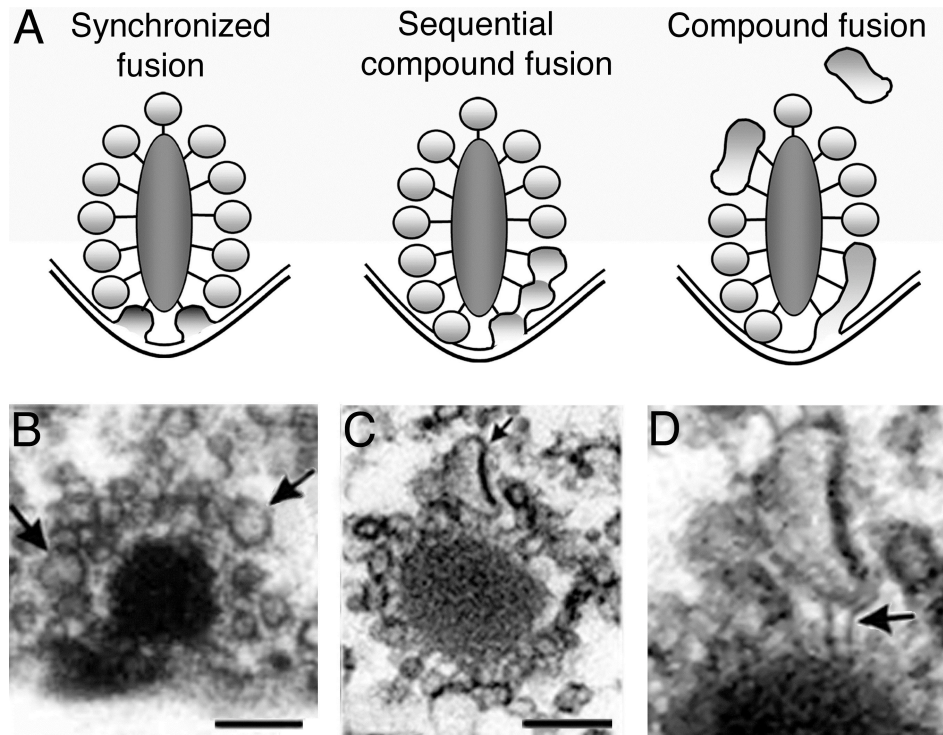 A
Synchronized
fusion
Sequential
compound fusion
Compound fusion
B
C
D